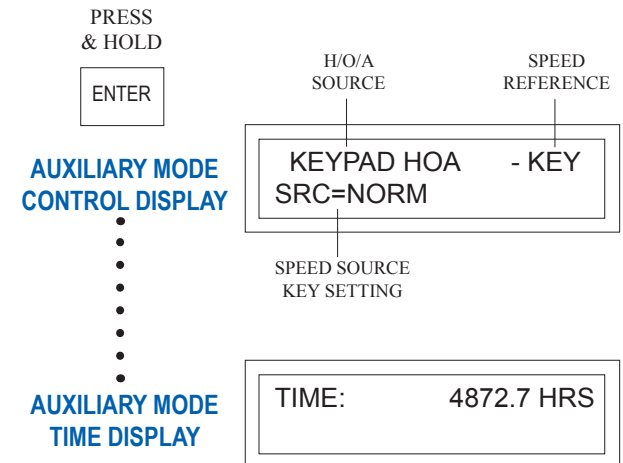 PRESS
& HOLD
ENTER
H/O/A
SOURCE
SPEED
REFERENCE
AUXILIARY MODE
CONTROL DISPLAY
KEYPAD HOA - KEY
SRC=NORM
SPEED SOURCE
KEY SETTING
AUXILIARY MODE
TIME DISPLAY
TIME: 4872.7 HRS